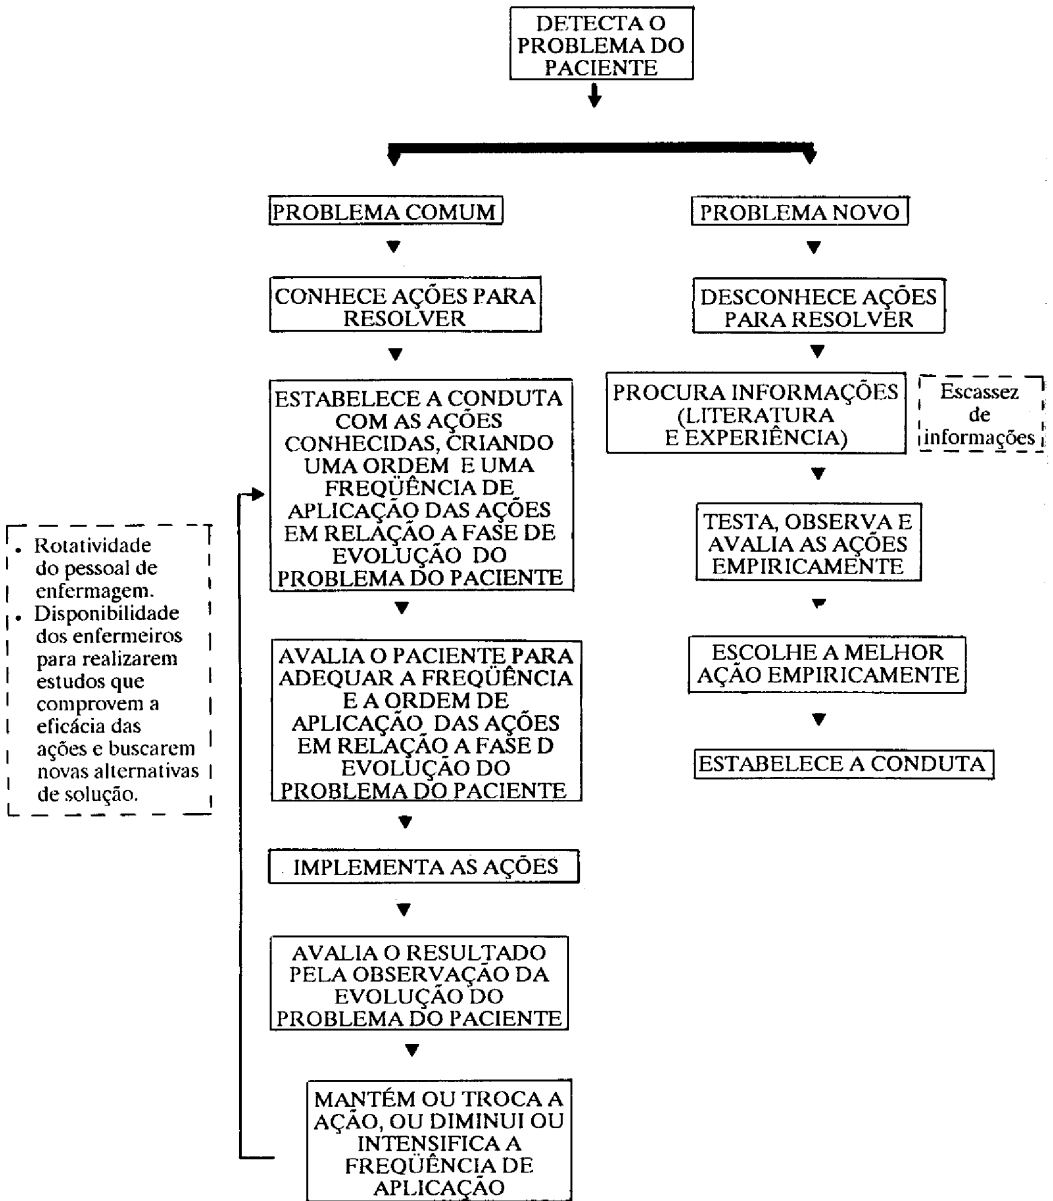 DETECTA O
PROBLEMA DO
PACIENTE
PROBLEMA COMUM
CONHECE AÇÕES PARA
RESOLVER
ESTABELECE A CONDUTA
COM AS AÇÕES
CONHECIDAS, CRIANDO
UMA ORDEM E UMA
FREQÜÊNCIA DE
APLICAÇÃO DAS AÇÕES
EM RELAÇÃO A FASE DE
EVOLUÇÃO DO
PROBLEMA DO PACIENTE
AVALIA O PACIENTE PARA
ADEQUAR A FREQÜÊNCIA
E A ORDEM DE
APLICAÇÃO DAS AÇÕES
EM RELAÇÃO A FASE D
EVOLUÇÃO DO
PROBLEMA DO PACIENTE
IMPLEMENTA AS AÇÕES
AVALIA O RESULTADO
PELA OBSERVAÇÃO DA
EVOLUÇÃO DO
PROBLEMA DO PACIENTE
MANTÉM OU TROCA A
AÇÃO, OU DIMINUI OU
INTENSIFICA A
FREQÜÊNCIA DE
APLICAÇÃO
• Rotatividade
do pessoal de
enfermagem.
• Disponibilidade
dos enfermeiros
para realizarem
estudos que
comprovem a
eficácia das
ações e buscarem
novas alternativas
de solução.
PROBLEMA NOVO
DESCONHECE AÇÕES
PARA RESOLVER
PROCURA INFORMAÇÕES
(LITERATURA
E EXPERIÊNCIA)
Escassez
de
informações
TESTA, OBSERVA E
AVALIA AS AÇÕES
EMPIRICAMENTE
ESCOLHE A MELHOR
AÇÃO EMPIRICAMENTE
ESTABELECE A CONDUTA